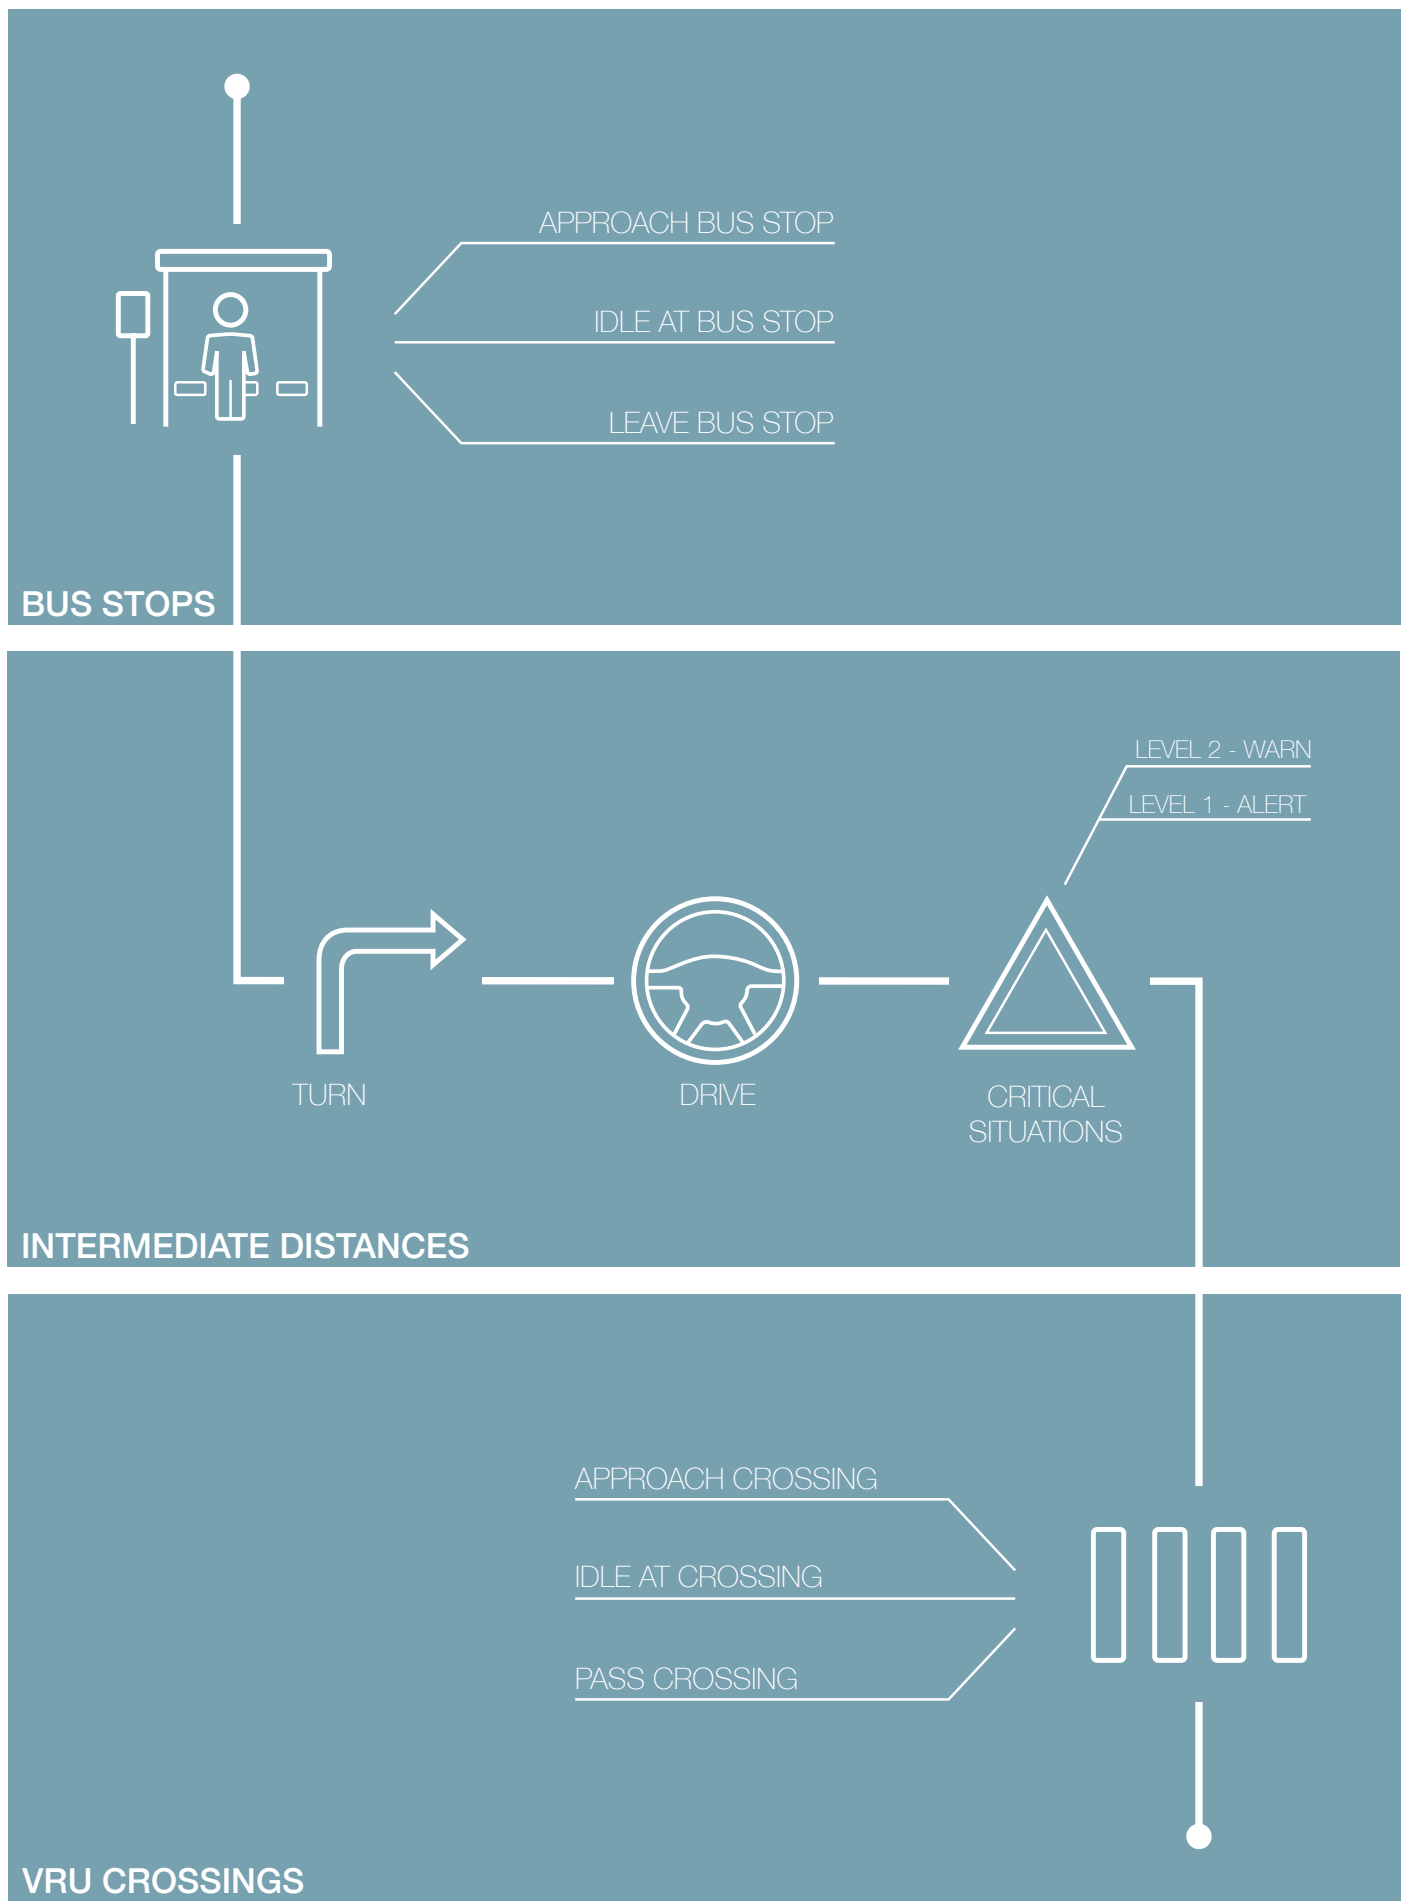 APPROACH BUS STOP
IDLE AT BUS STOP
LEAVE BUS STOP
BUS STOPS
LEVEL 2 - WARN
LEVEL 1 - ALERT
TURN
DRIVE
CRITICAL
SITUATIONS
INTERMEDIATE DISTANCES
APPROACH CROSSING
IDLE AT CROSSING
PASS CROSSING
VRU CROSSINGS